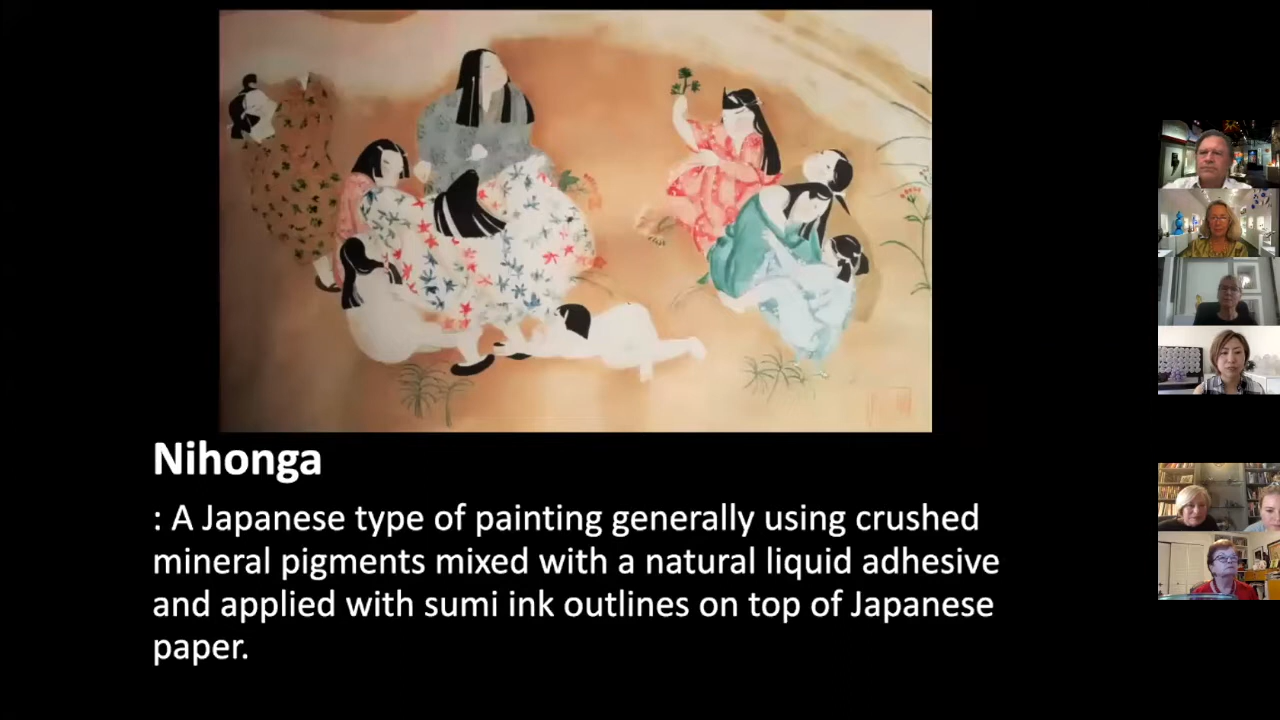 Nihonga
: A Japanese type of painting generally using crushed
mineral pigments mixed with a natural liquid adhesive
and applied with sumi ink outlines on top of Japanese
paper.